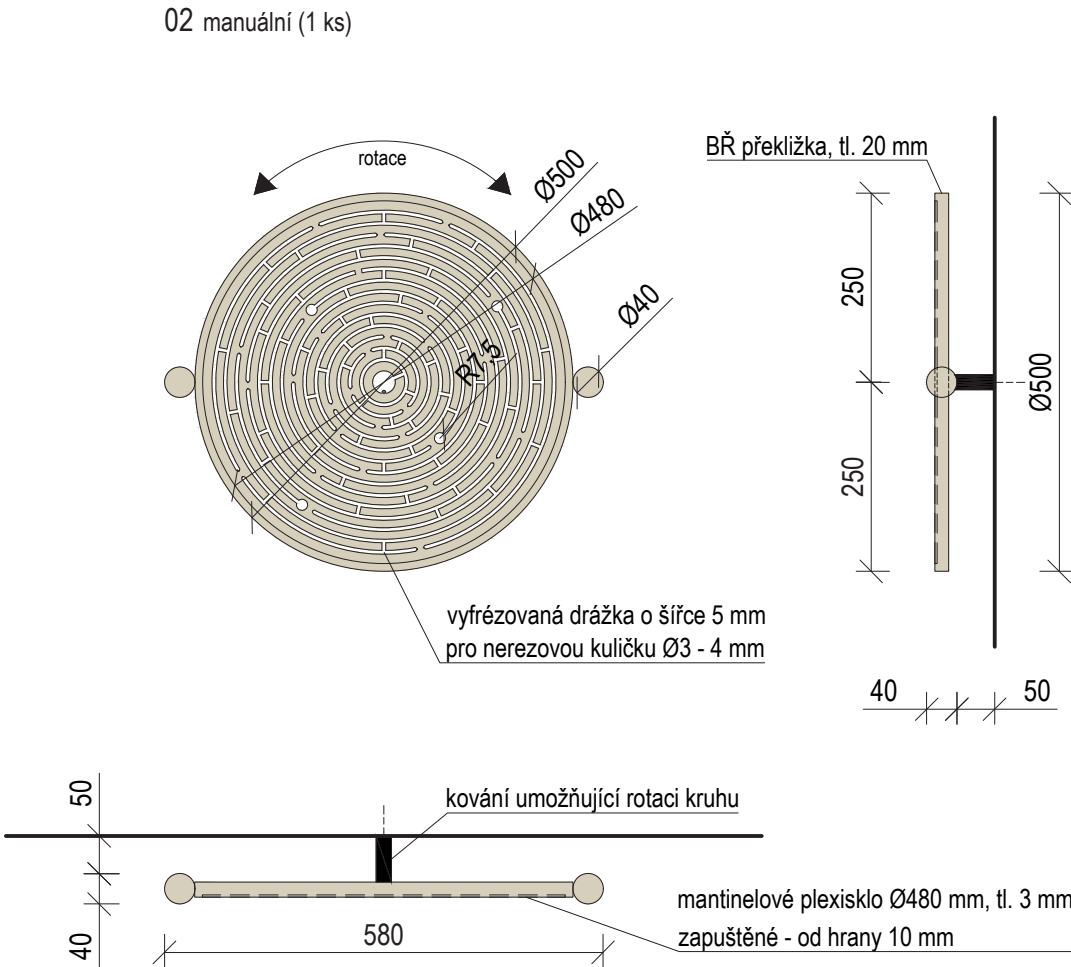 02 manuální (1 ks)
rotace
Ø500
Ø480
Ø40
R7,5
BŘ překližka, tl. 20 mm
250
250
Ø500
vyfrézovaná drážka o šířce 5 mm
pro nerezovou kuličku Ø3 - 4 mm
40
50
50
40
kování umožňující rotaci kruhu
580
mantinelové plexisklo Ø480 mm, tl. 3 mm
zapuštěné - od hrany 10 mm